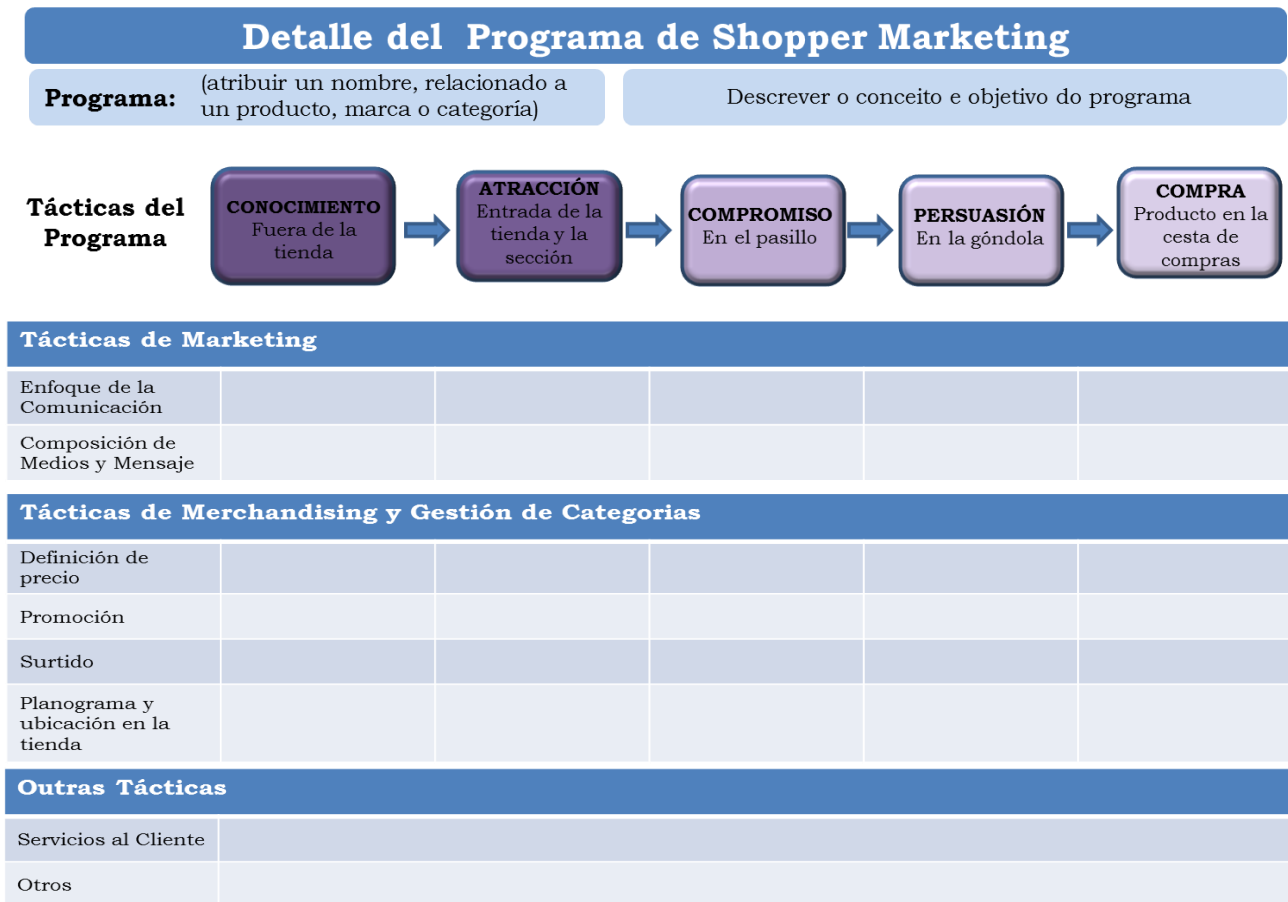 Detalle del  Programa de Shopper Marketing
Programa:
(atribuir un nombre, relacionado a
un producto, marca o categoría)
Descrever o conceito e objetivo do programa
Tácticas del
Programa
CONOCIMIENTO
Fuera de la
tienda
ATRACCIÓN
Entrada de la
tienda y la
sección
COMPROMISO
En el pasillo
PERSUASIÓN
En la góndola
COMPRA
Producto en la
cesta de
compras
Tácticas de Marketing
Enfoque de la
Comunicación
Composición de
Medios y Mensaje
Tácticas de Merchandising y Gestión de Categorias
Definición de
precio
Promoción
Surtido
Planograma y
ubicación en la
tienda
Outras Tácticas
Servicios al Cliente
Otros